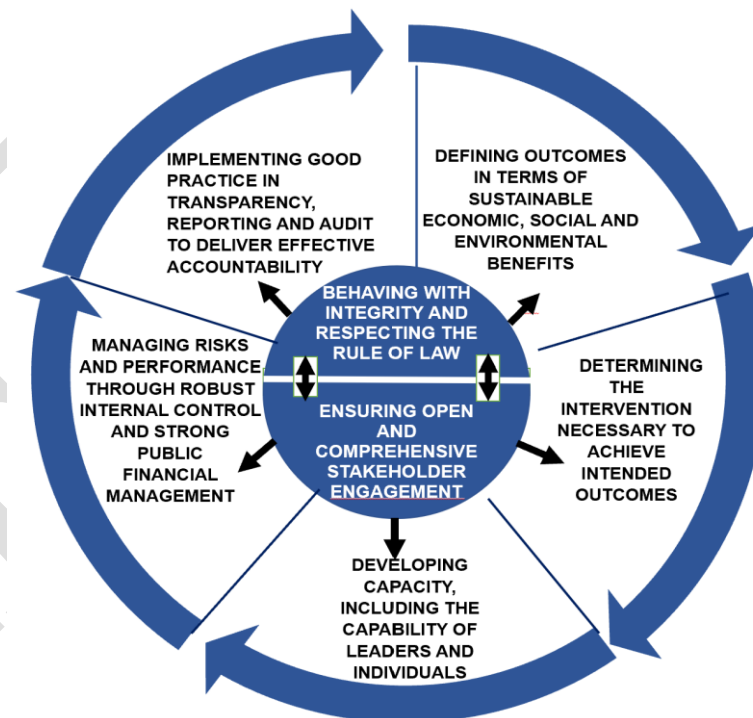 IMPLEMENTING GOOD
PRACTICE IN
TRANSPARENCY,
REPORTING AND AUDIT
TO DELIVER EFFECTIVE
ACCOUNTABILITY
DEFINING OUTCOMES
IN TERMS OF
SUSTAINABLE
ECONOMIC, SOCIAL AND
ENVIRONMENTAL
BENEFITS
BEHAVING WITH
INTEGRITY AND
RESPECTING THE
RULE OF LAW
MANAGING RISKS
AND PERFORMANCE
THROUGH ROBUST
INTERNAL CONTROL
AND STRONG
PUBLIC
FINANCIAL
MANAGEMENT
ENSURING OPEN
AND
COMPREHENSIVE
STAKEHOLDER
ENGAGEMENT
DETERMINING
THE
INTERVENTION
NECESSARY TO
ACHIEVE
INTENDED
OUTCOMES
DEVELOPING
CAPACITY,
INCLUDING THE
CAPABILITY OF
LEADERS AND
INDIVIDUALS